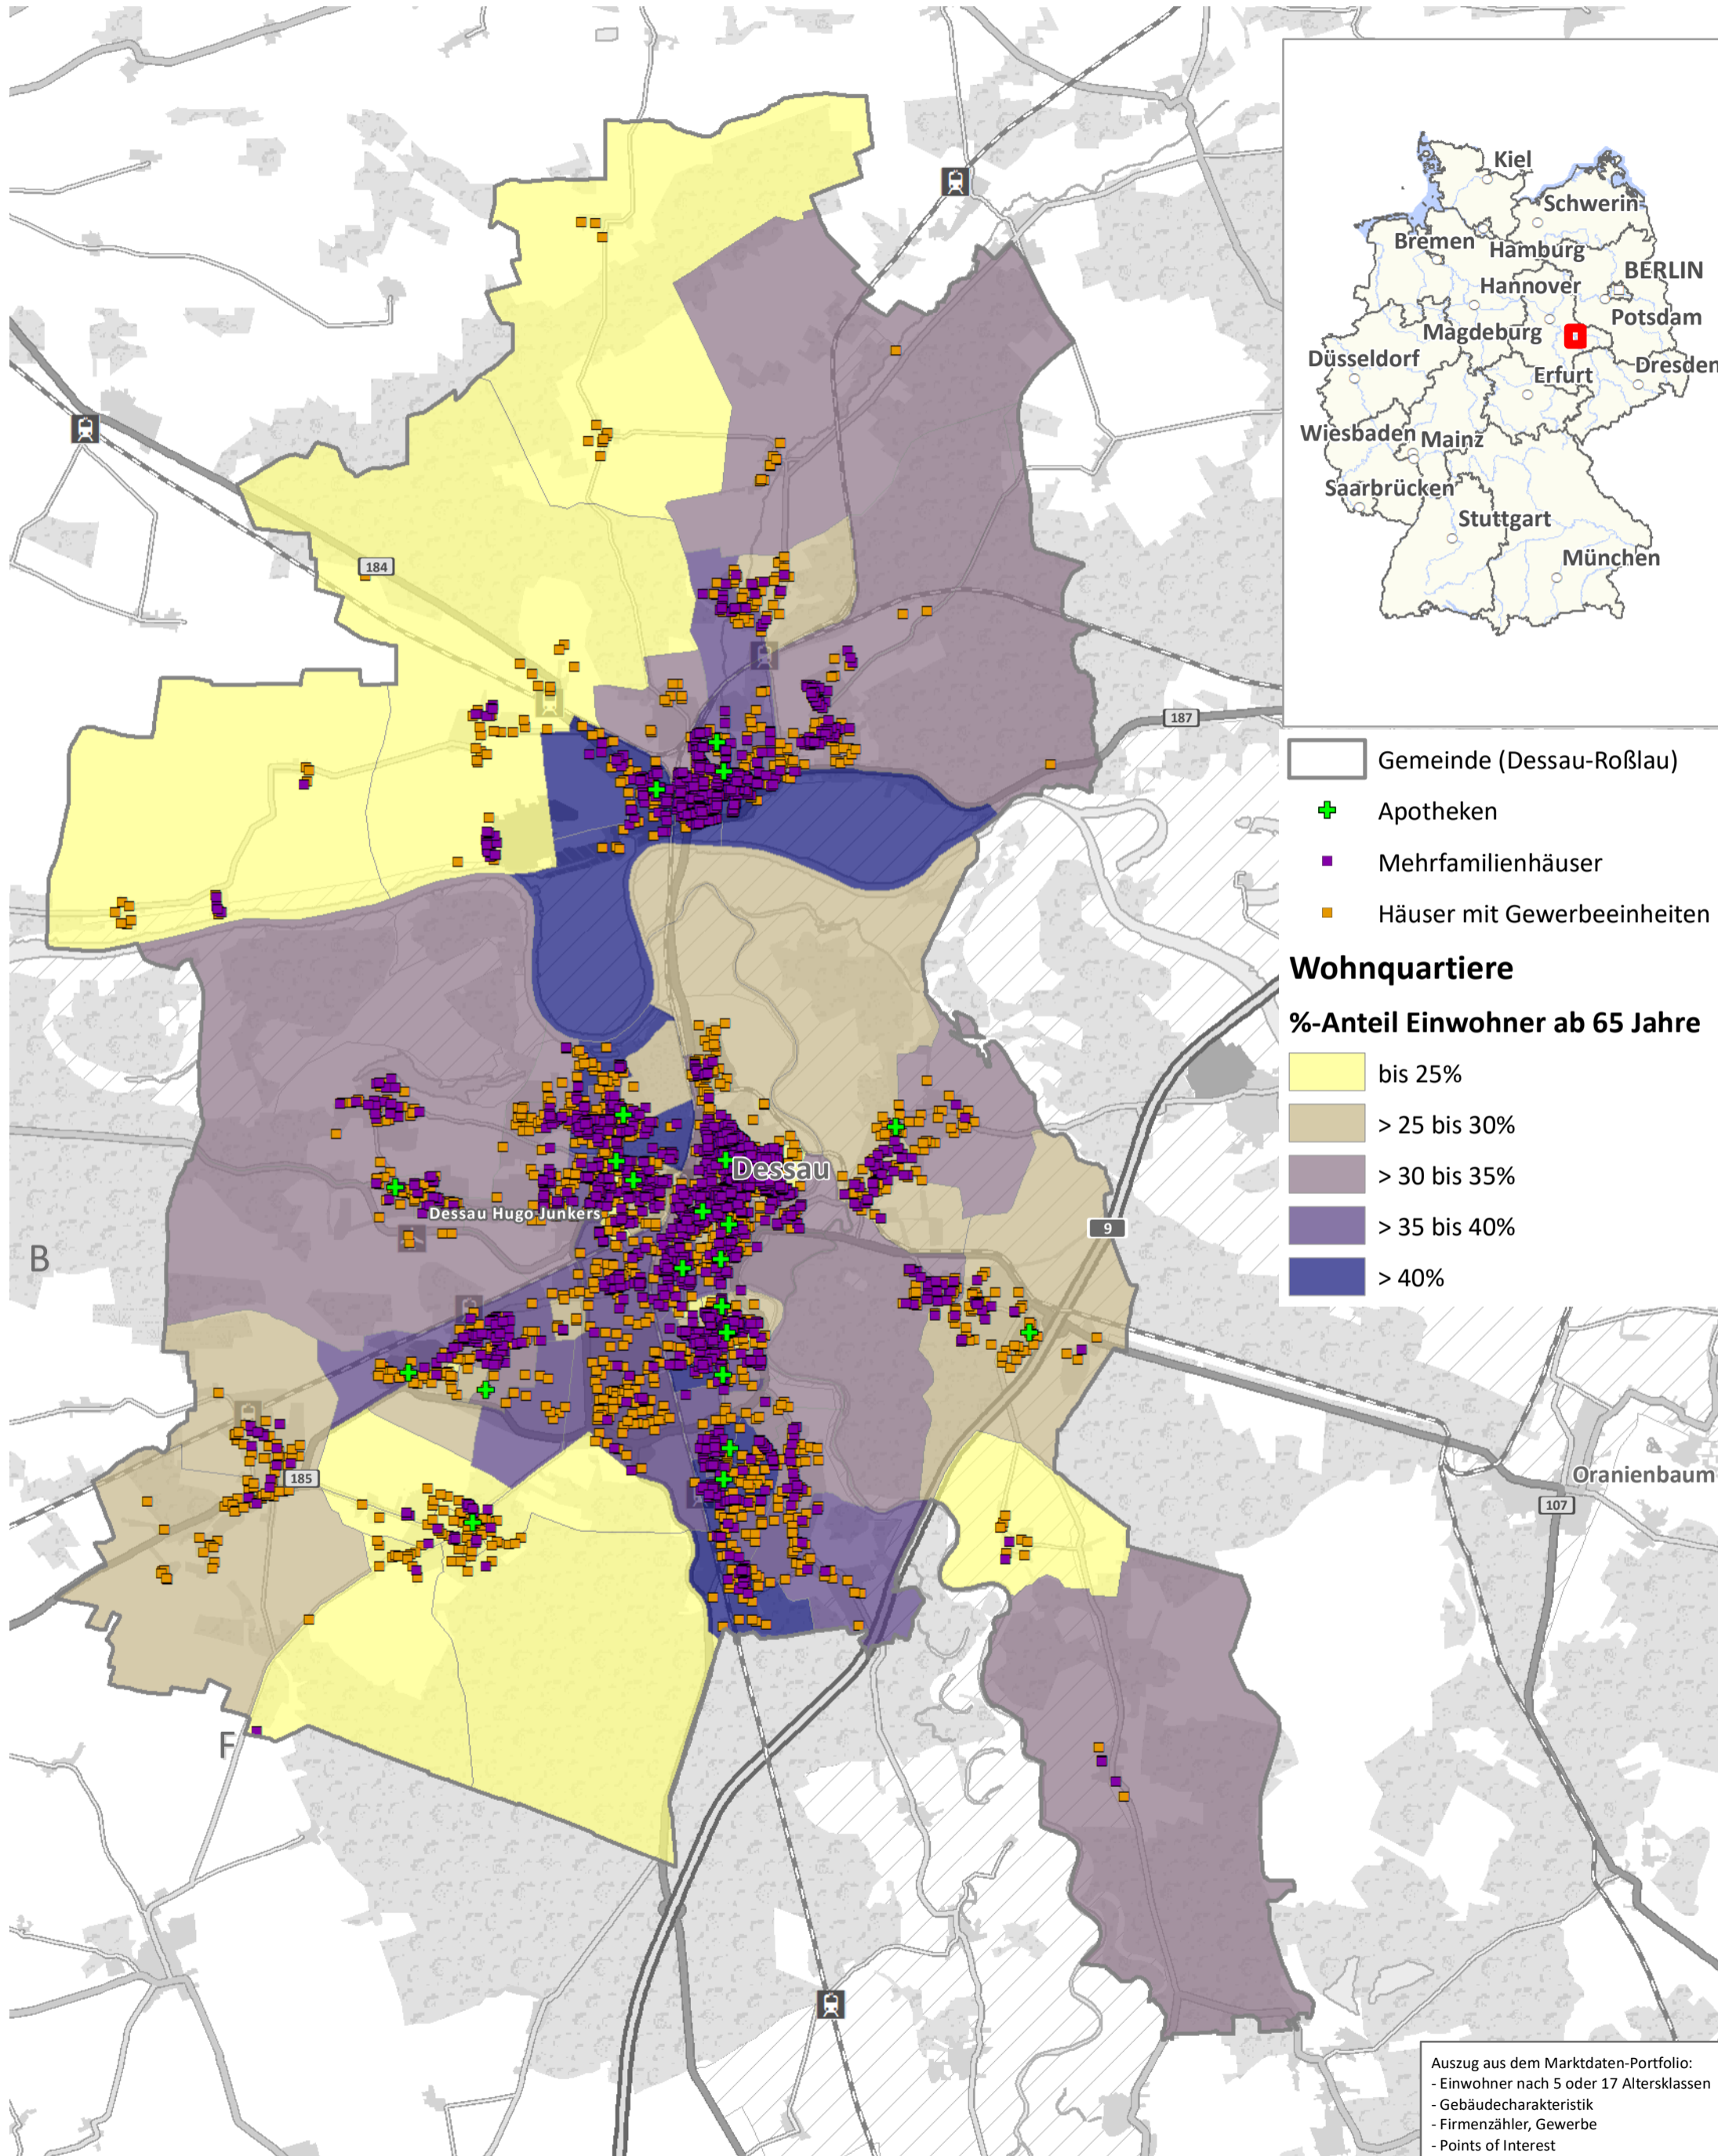 Kiel
Schwerin
Bremen
Hamburg
BERLIN
Hannover
Potsdam
Magdeburg
Düsseldorf
Dresden
Erfurt
Wiesbaden
Mainz
Saarbrücken
Stuttgart
München
184
187
Gemeinde (Dessau-Roßlau)
Apotheken
Mehrfamilienhäuser
Häuser mit Gewerbeeinheiten
Wohnquartiere
%-Anteil Einwohner ab 65 Jahre
bis 25%
> 25 bis 30%
> 30 bis 35%
> 35 bis 40%
> 40%
Dessau
Dessau Hugo Junkers
9
B
185
Oranienbaum
107
F
Auszug aus dem Marktdaten-Portfolio:
- Einwohner nach 5 oder 17 Altersklassen
- Gebäudecharakteristik
- Firmenzähler, Gewerbe
- Points of Interest